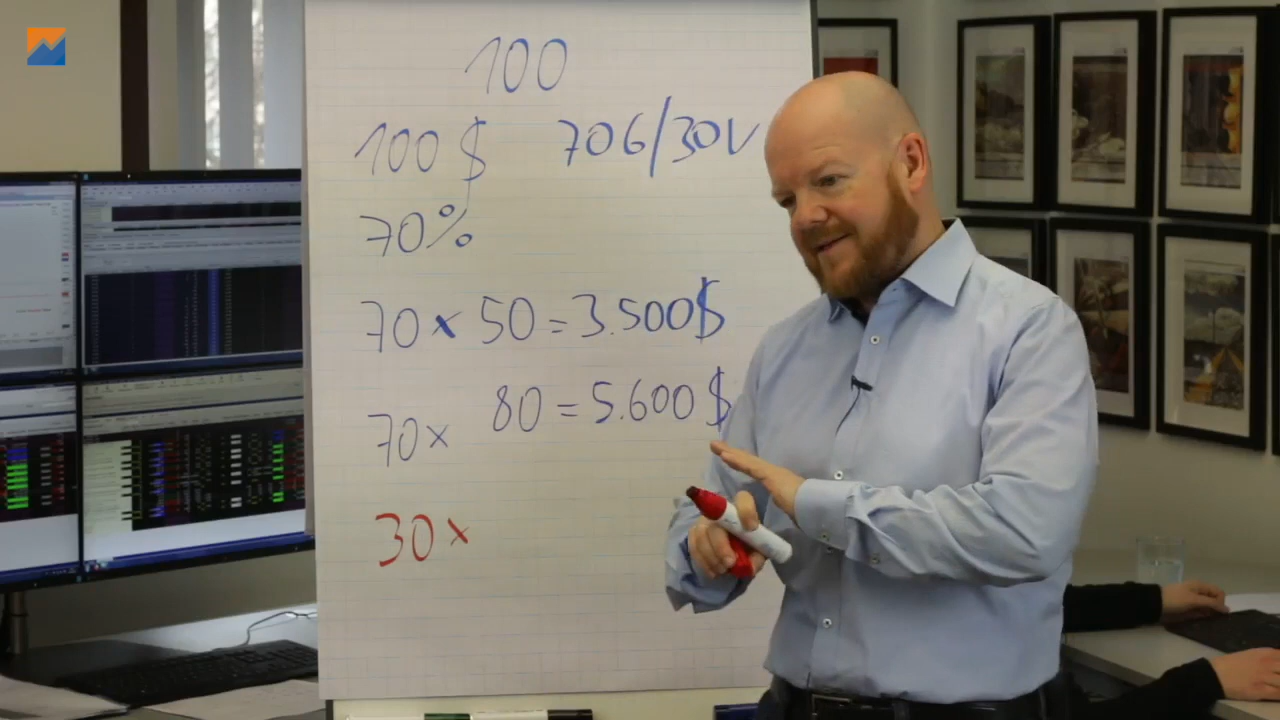 100
100 $ 70G/30V
70%
70 x 50 = 3.500$
70 x 80 = 5.600 $
30 x